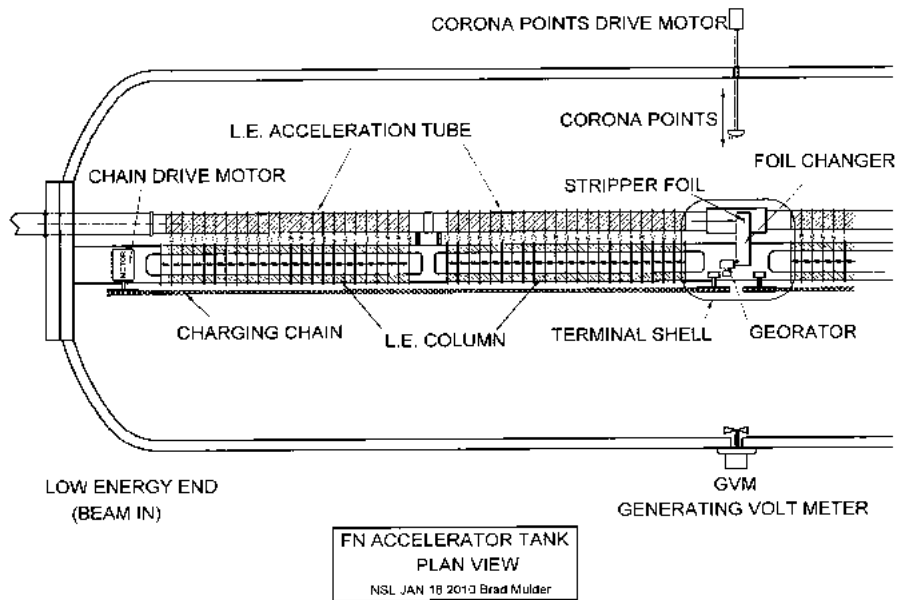 CORONA POINTS DRIVE MOTOR
L.E. ACCELERATION TUBE
CORONA POINTS
CHAIN DRIVE MOTOR
FOIL CHANGER
STRIPPER FOIL
MOTOR
CHARGING CHAIN
L.E. COLUMN
TERMINAL SHELL
GEORATOR
LOW ENERGY END
(BEAM IN)
GVM
GENERATING VOLT METER
FN ACCELERATOR TANK
PLAN VIEW
NSL JAN 18 2010 Brad Mulder